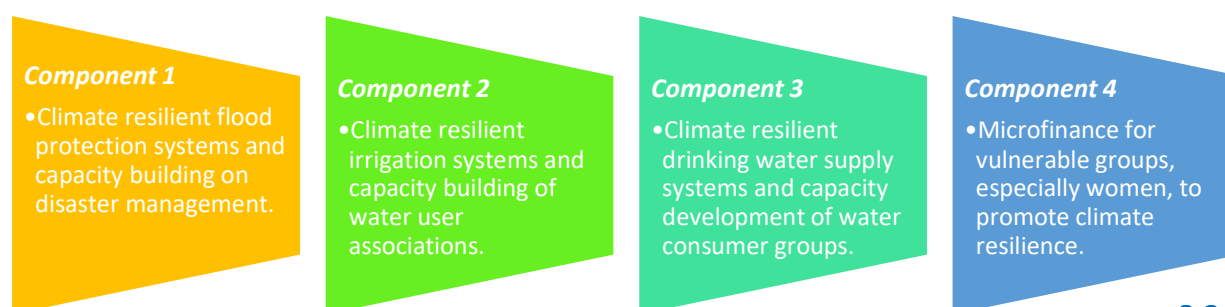 Component 1
•Climate resilient flood
protection systems and
capacity building on
disaster management.
Component 2
•Climate resilient
irrigation systems and
capacity building of
water user
associations.
Component 3
•Climate resilient
drinking water supply
systems and capacity
development of water
consumer groups.
Component 4
•Microfinance for
vulnerable groups,
especially women, to
promote climate
resilience.